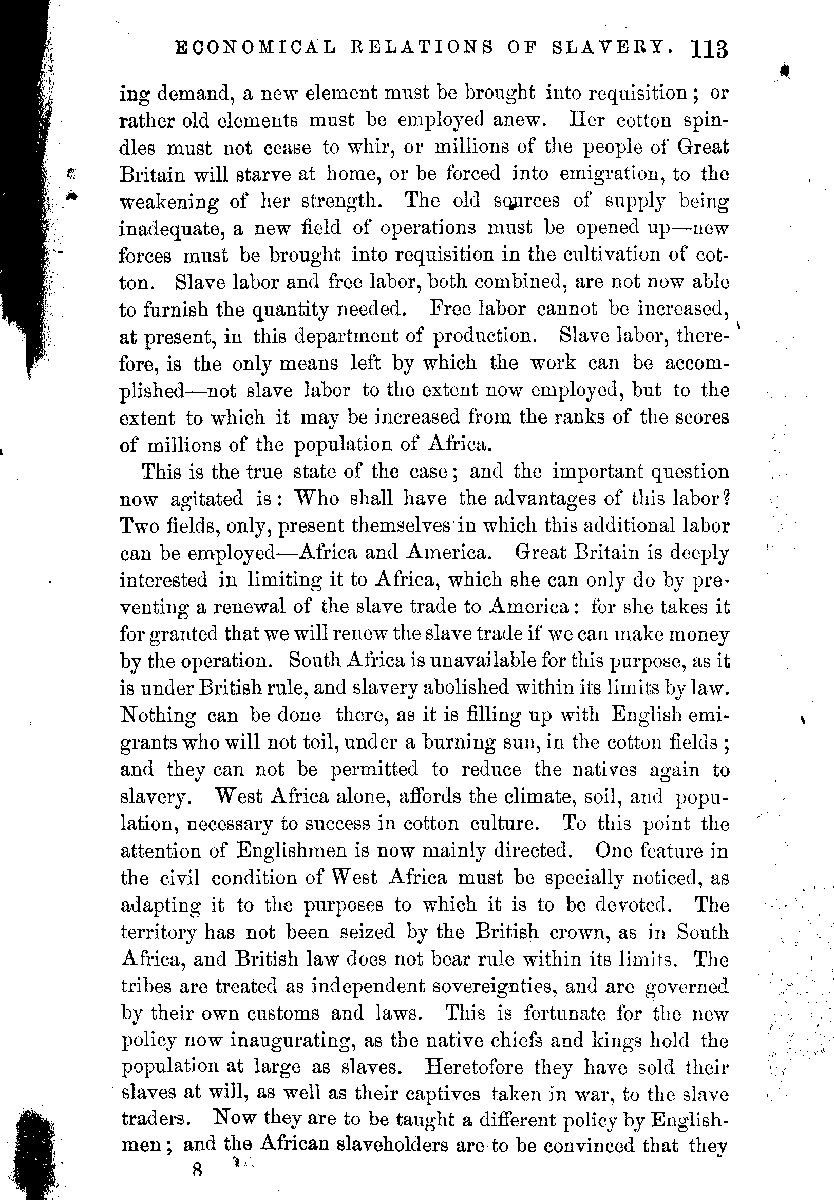 ECONOMICAL RELATIONS OF SLAVERY. 113
ing demand, a new element must be brought into requisition; or
rather old elements must be employed anew. Her cotton spin-
dles must not cease to whir, or millions of the people of Great
Britain will starve at home, or be forced into emigration, to the
weakening of her strength. The old sources of supply being
inadequate, a new field of operations must be opened up—new
forces must be brought into requisition in the cultivation of cot-
ton. Slave labor and free labor, both combined, are not now able
to furnish the quantity needed. Free labor cannot be increased,
at present, in this department of production. Slave labor, there-
fore, is the only means left by which the work can be accom-
plished—not slave labor to the extent now employed, but to the
extent to which it may be increased from the ranks of the scores
of millions of the population of Africa.
This is the true state of the case; and the important question
now agitated is: Who shall have the advantages of this labor?
Two fields, only, present themselves in which this additional labor
can be employed—Africa and America. Great Britain is deeply
interested in limiting it to Africa, which she can only do by pre-
venting a renewal of the slave trade to America: for she takes it
for granted that we will renew the slave trade if we can make money
by the operation. South Africa is unavailable for this purpose, as it
is under British rule, and slavery abolished within its limits by law.
Nothing can be done there, as it is filling up with English emi-
grants who will not toil, under a burning sun, in the cotton fields;
and they can not be permitted to reduce the natives again to
slavery. West Africa alone, affords the climate, soil, and popu-
lation, necessary to success in cotton culture. To this point the
attention of Englishmen is now mainly directed. One feature in
the civil condition of West Africa must be specially noticed, as
adapting it to the purposes to which it is to be devoted. The
territory has not been seized by the British crown, as in South
Africa, and British law does not bear rule within its limits. The
tribes are treated as independent sovereignties, and are governed
by their own customs and laws. This is fortunate for the new
policy now inaugurating, as the native chiefs and kings hold the
population at large as slaves. Heretofore they have sold their
slaves at will, as well as their captives taken in war, to the slave
traders. Now they are to be taught a different policy by English-
men; and the African slaveholders are to be convinced that they
8